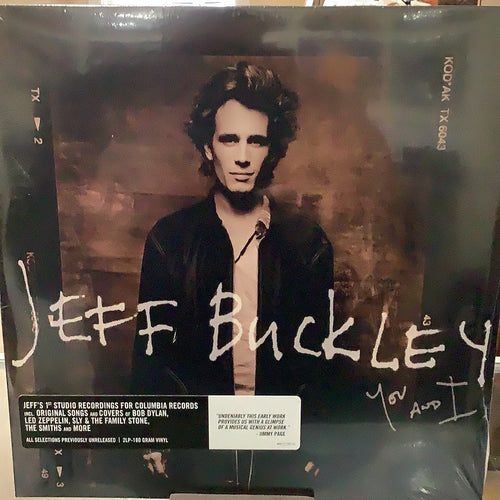 TX ▶ 2
KODAK TX 6043
JEFF BUCKLEY
43
YOU AND I
JEFF'S 1ST STUDIO RECORDINGS FOR COLUMBIA RECORDS
INCL. ORIGINAL SONGS AND COVERS OF BOB DYLAN,
LED ZEPPELIN, SLY & THE FAMILY STONE,
THE SMITHS AND MORE
ALL SELECTIONS PREVIOUSLY UNRELEASED | 2LP-180 GRAM VINYL
"UNDENIABLY THIS EARLY WORK
PROVIDES US WITH A GLIMPSE
OF A MUSICAL GENIUS AT WORK"
-JIMMY PAGE
3
49